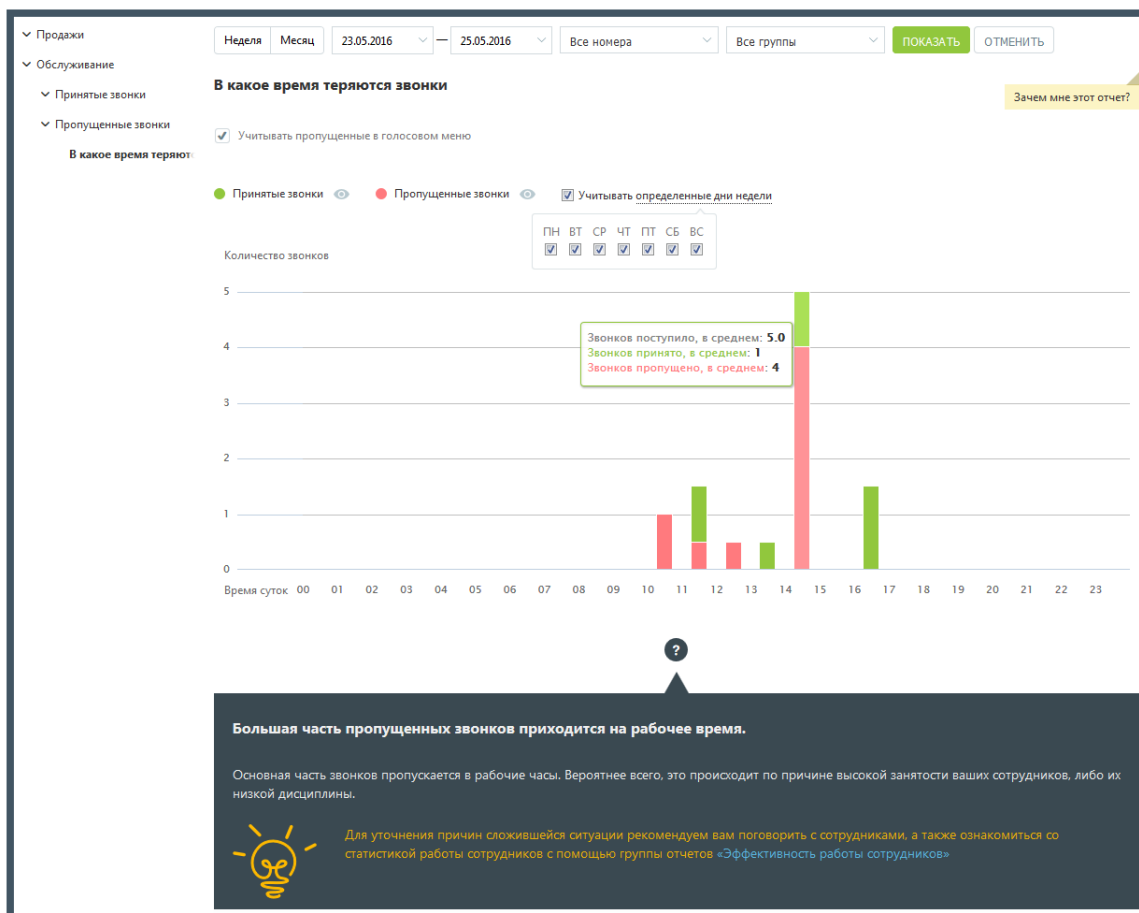 Продажи
Обслуживание
Принятые звонки
Пропущенные звонки
В какое время теряют
Неделя Месяц 23.05.2016 — 25.05.2016 Все номера Все группы ПОКАЗАТЬ ОТМЕНИТЬ
В какое время теряются звонки
Зачем мне этот отчет?
Учитывать пропущенные в голосовом меню
Принятые звонки Пропущенные звонки Учитывать определенные дни недели
ПН ВТ СР ЧТ ПТ СБ ВС
Количество звонков
5
Звонков поступило, в среднем: 5.0
4
Звонков принято, в среднем: 1
Звонков пропущено, в среднем: 4
3
2
1
0
Время суток 00 01 02 03 04 05 06 07 08 09 10 11 12 13 14 15 16 17 18 19 20 21 22 23
?
Большая часть пропущенных звонков приходится на рабочее время.
Основная часть звонков пропускается в рабочие часы. Вероятнее всего, это происходит по причине высокой занятости ваших сотрудников, либо их
низкой дисциплины.
Для уточнения причин сложившейся ситуации рекомендуем вам поговорить с сотрудниками, а также ознакомиться со
статистикой работы сотрудников с помощью группы отчетов «Эффективность работы сотрудников»